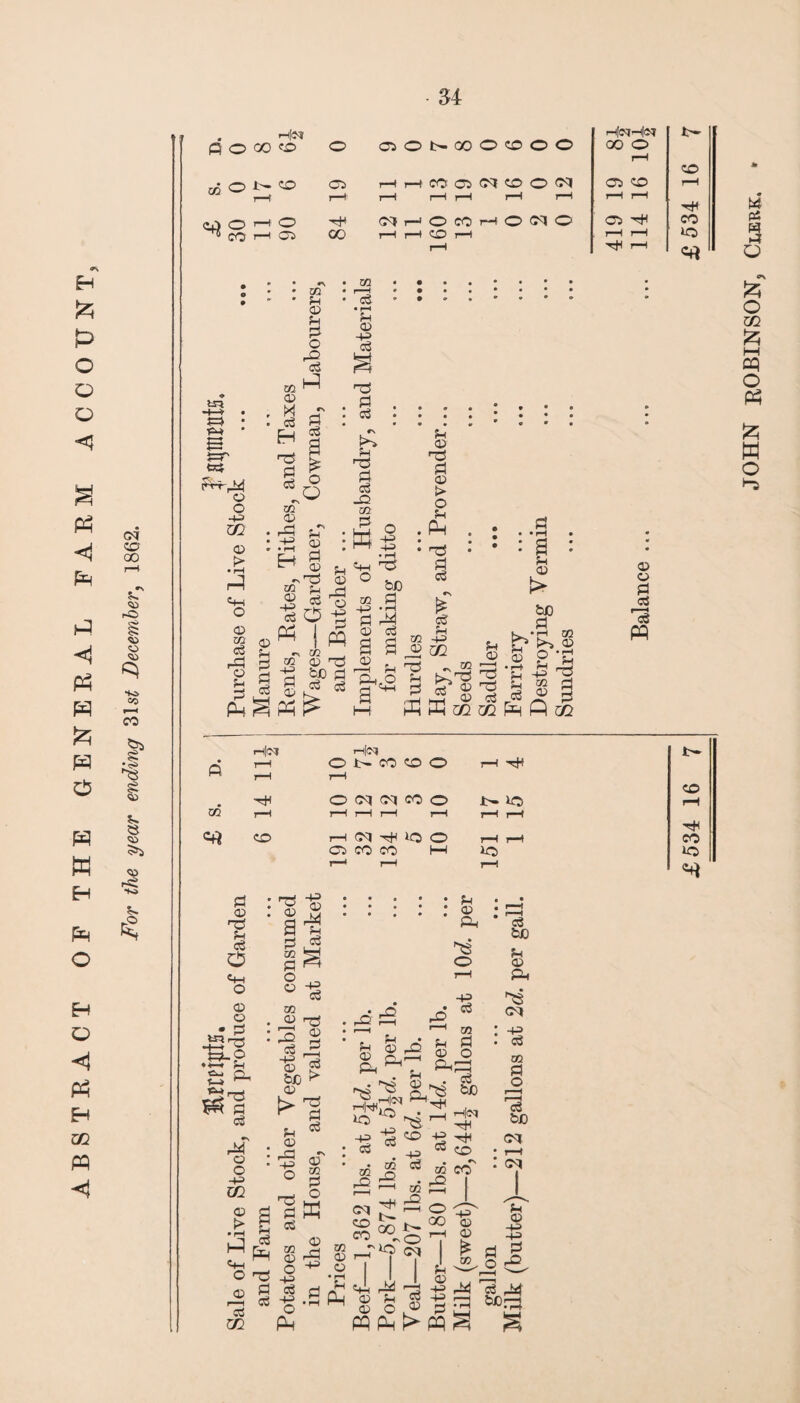 34
ABSTRACT OF THE GENERAL FARM ACCOUNT,
For the year ending 31st December, 1862.
Receipts.
£ s. D.
Sale of Live Stock, and produce of Garden
and Farm ... ... ... 6 14 11½
Potatoes and other Vegetables consumed
in the House, and valued at Market
Prices ... ... ... 191 10 10
Beef—1,362 lbs. at 5¾d. per lb. ... 32 12 7½
Pork—5,874 lbs. at 5½d. per lb. ... 134 12 3
Veal—207 lbs. at 6d. per lb. ... 5 3 6
Butter—180 lbs. at 14d. per lb. ... 10 10 0
Milk (sweet)—3,644½ gallons at 10d. per
gallon ... ... ... 151 17 1
Milk (butter)—212 gallons at 2d. per gall. 1 15 4
£534 16 7
Payments.
£ s. D.
Purchase of Live Stock ... 30 0 0
Manure ... ... ... 11 17 8
Rents, Rates, Tithes, and Taxes ... 90 6 6½
Wages—Gardener, Cowman, Labourers,
and Butcher ... ... 84 19 0
Implements of Husbandry, and Materials
for making ditto ... ... 12 11 9
Hurdles ... ... ... 11 1 0
Hay, Straw, and Provender... ... 160 13 7
Seeds ... ... ... 13 19 8
Saddler ... ... ... 1 2 0
Farriery ... ... ... 0 16 6
Destroying Vermin ... ... 2 0 0
Sundries ... ... ... 0 12 0
419 19 8½
Balance ... ... 114 16 10½
£534 16 7
JOHN ROBINSON, CLERK.